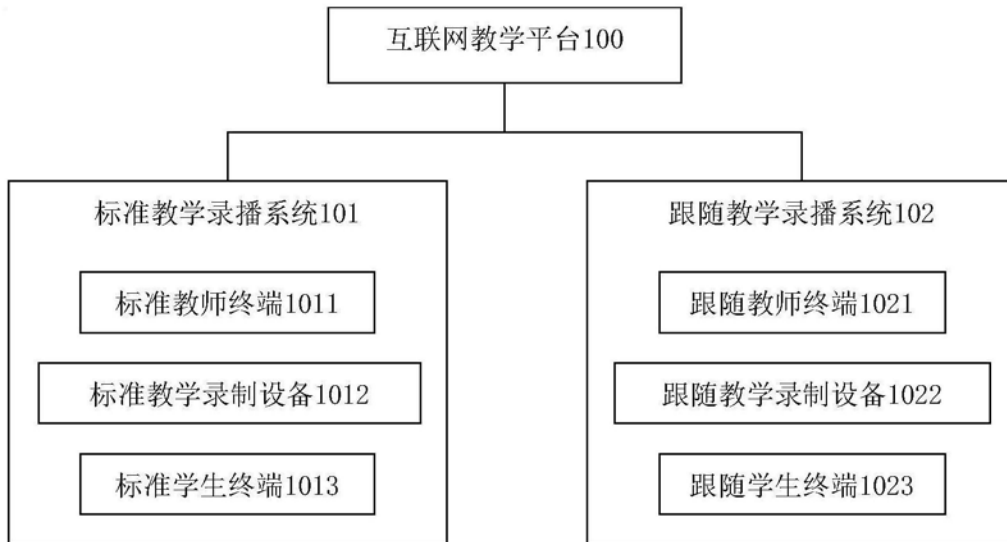 互联网教学平台100
标准教学录播系统101
标准教师终端1011
标准教学录制设备1012
标准学生终端1013
跟随教学录播系统102
跟随教师终端1021
跟随教学录制设备1022
跟随学生终端1023